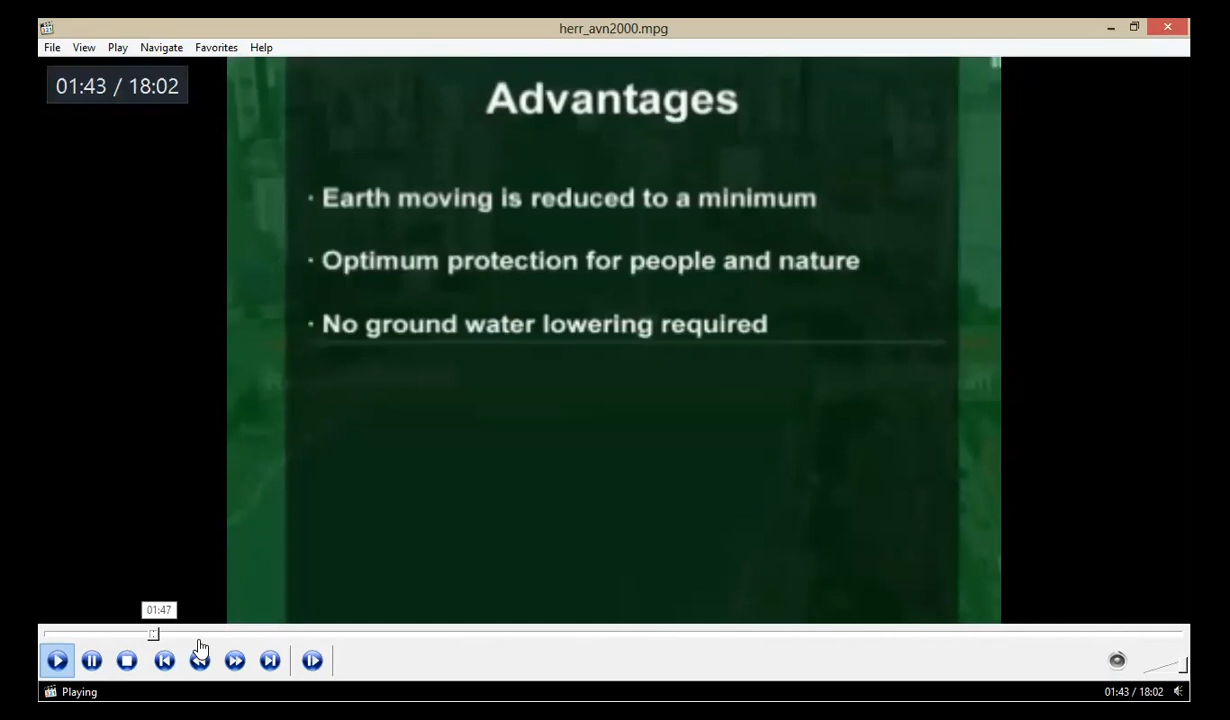 herr_avn2000.mpg
File View Play Navigate Favorites Help
01:43 / 18:02
Advantages
· Earth moving is reduced to a minimum
· Optimum protection for people and nature
· No ground water lowering required
01:47
Playing
01:43 / 18:02